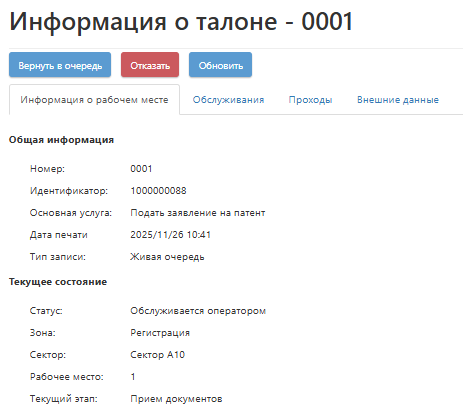 Информация о талоне - 0001
Вернуть в очередь Отказать Обновить
Информация о рабочем месте Обслуживания Проходы Внешние данные
Общая информация
Номер: 0001
Идентификатор: 1000000088
Основная услуга: Подать заявление на патент
Дата печати 2025/11/26 10:41
Тип записи: Живая очередь
Текущее состояние
Статус: Обслуживается оператором
Зона: Регистрация
Сектор: Сектор А10
Рабочее место: 1
Текущий этап: Прием документов